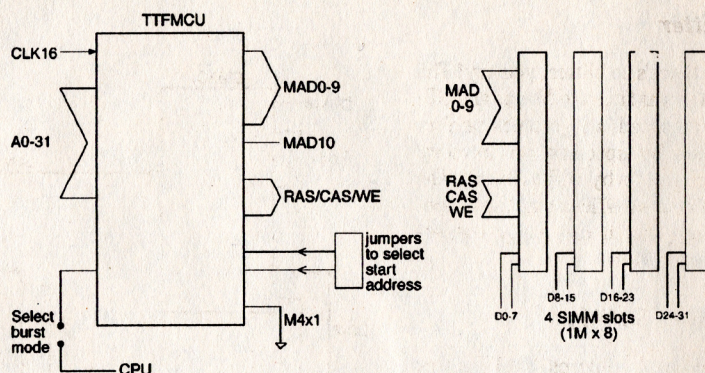 TTFMCU
CLK16
A0-31
MAD0-9
MAD10
RAS/CAS/WE
jumpers
to select
start
address
M4x1
Select
burst
mode
CPU
MAD
0-9
RAS
CAS
WE
D0-7
D8-15
D16-23
D24-31
4 SIMM slots
(1M x 8)